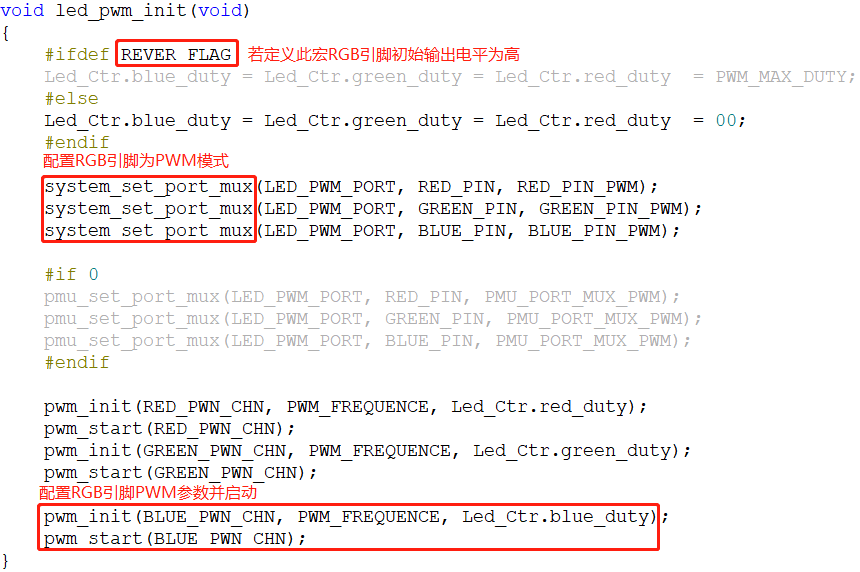 void led_pwm_init(void)
{
#ifdef REVER_FLAG 若定义此宏RGB引脚初始输出电平为高
Led_Ctr.blue_duty = Led_Ctr.green_duty = Led_Ctr.red_duty  = PWM_MAX_DUTY;
#else
Led_Ctr.blue_duty = Led_Ctr.green_duty = Led_Ctr.red_duty  = 00;
#endif
配置RGB引脚为PWM模式
system_set_port_mux(LED_PWM_PORT, RED_PIN, RED_PIN_PWM);
system_set_port_mux(LED_PWM_PORT, GREEN_PIN, GREEN_PIN_PWM);
system_set_port_mux(LED_PWM_PORT, BLUE_PIN, BLUE_PIN_PWM);
#if 0
pmu_set_port_mux(LED_PWM_PORT, RED_PIN, PMU_PORT_MUX_PWM);
pmu_set_port_mux(LED_PWM_PORT, GREEN_PIN, PMU_PORT_MUX_PWM);
pmu_set_port_mux(LED_PWM_PORT, BLUE_PIN, PMU_PORT_MUX_PWM);
#endif
pwm_init(RED_PWN_CHN, PWM_FREQUENCE, Led_Ctr.red_duty);
pwm_start(RED_PWN_CHN);
pwm_init(GREEN_PWN_CHN, PWM_FREQUENCE, Led_Ctr.green_duty);
pwm_start(GREEN_PWN_CHN);
配置RGB引脚PWM参数并启动
pwm_init(BLUE_PWN_CHN, PWM_FREQUENCE, Led_Ctr.blue_duty);
pwm_start(BLUE_PWN_CHN);
}